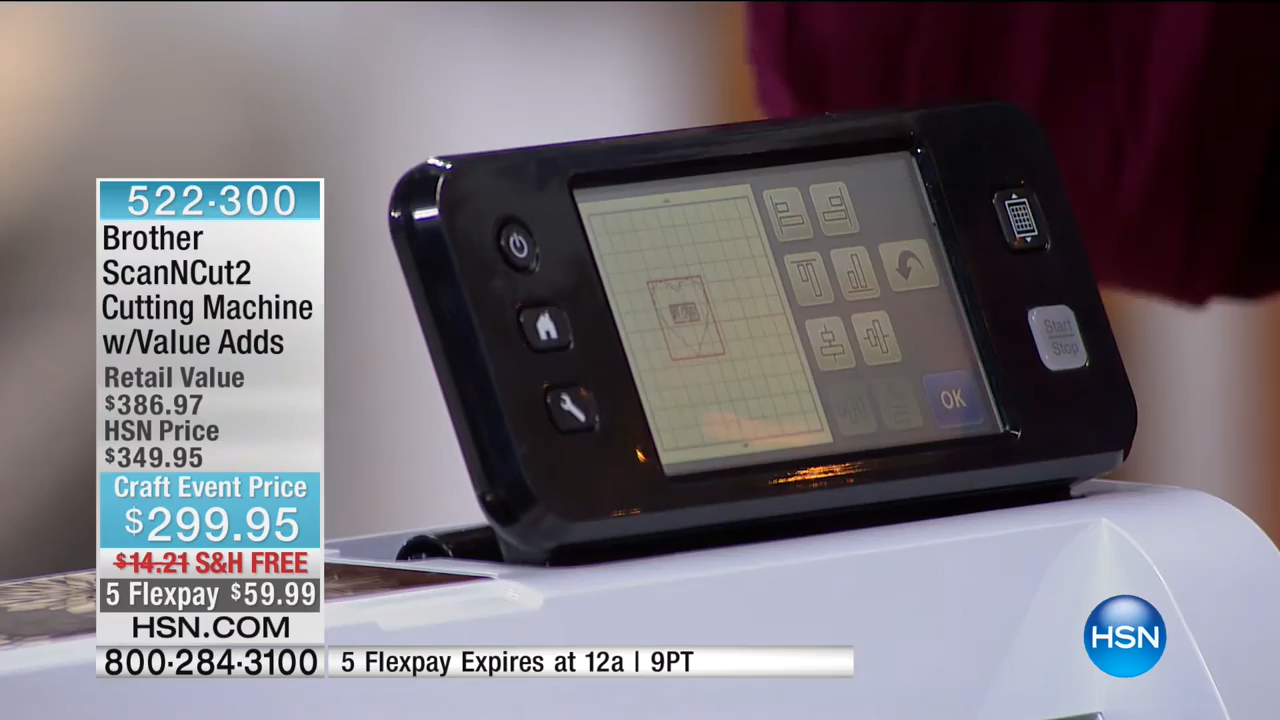 522·300
Brother
ScanNCut2
Cutting Machine
w/Value Adds
Retail Value
$386.97
HSN Price
$349.95
Craft Event Price
$299.95
$14.21 S&H FREE
5 Flexpay $59.99
HSN.COM
800·284·3100
5 Flexpay Expires at 12a | 9PT
Start
Stop
OK
HSN